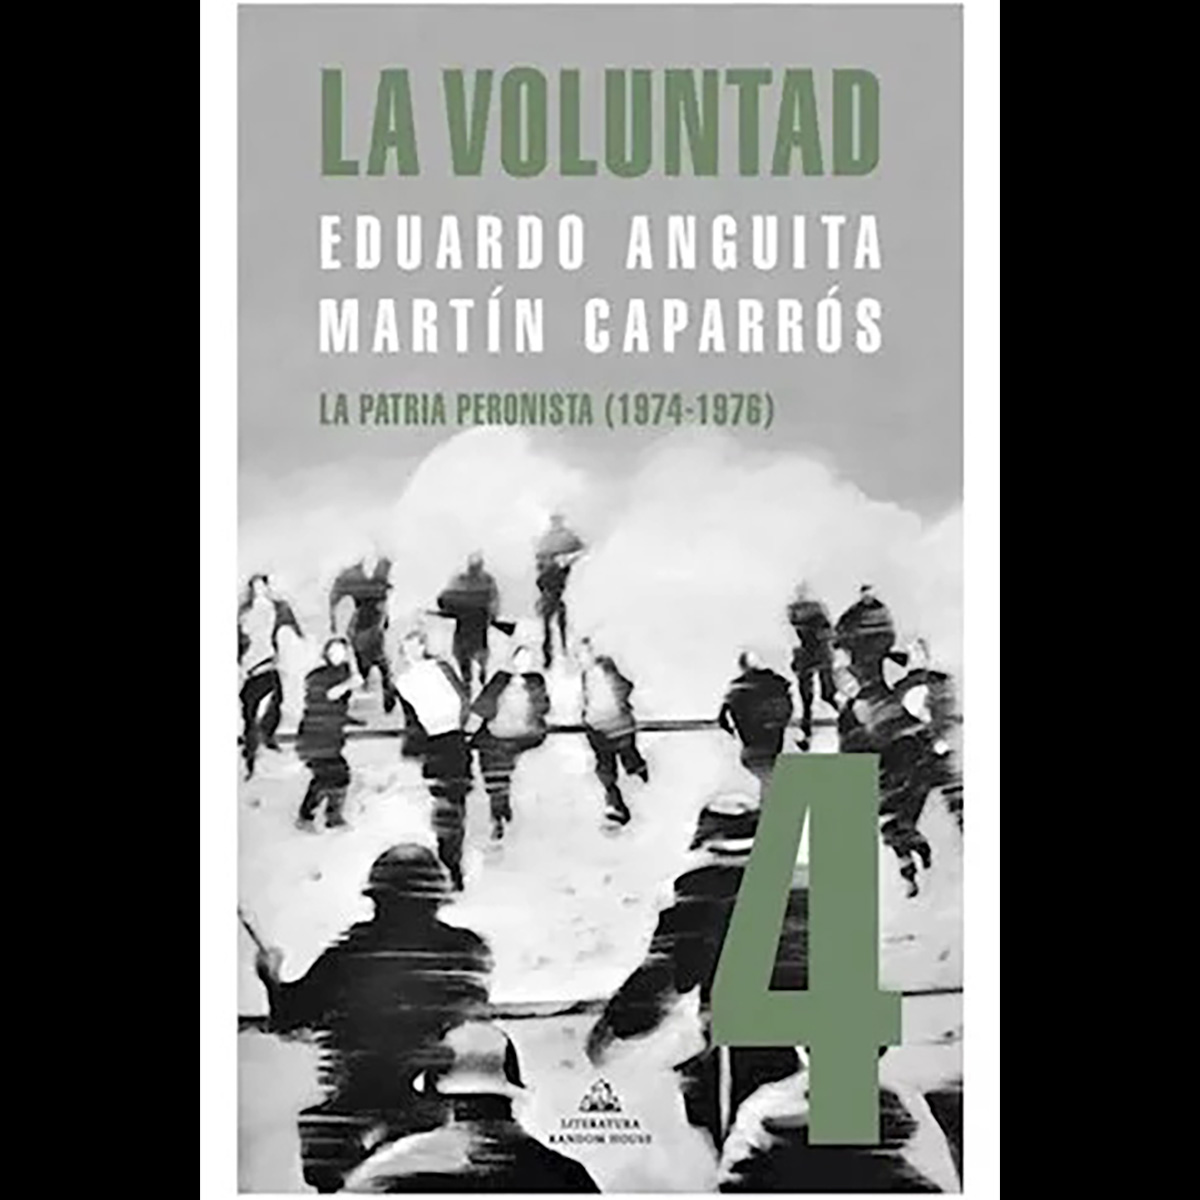 LA VOLUNTAD
EDUARDO ANGUITA
MARTÍN CAPARRÓS
LA PATRIA PERONISTA (1974-1976)
4
LITERATURA
RANDOM HOUSE